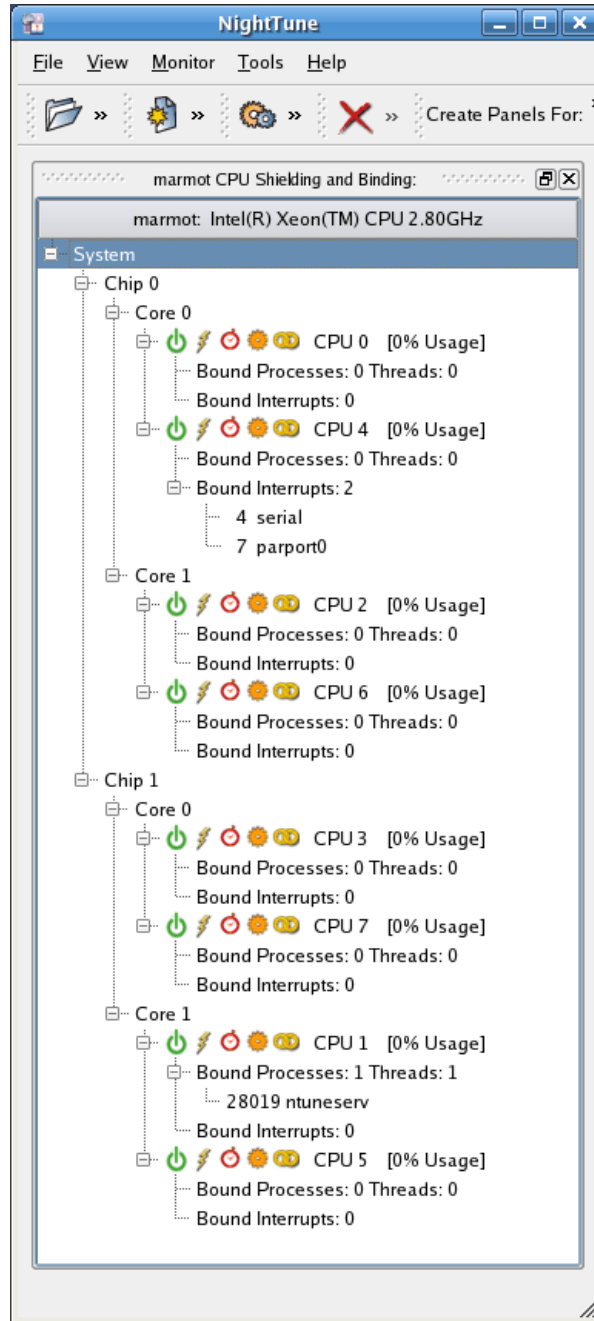 NightTune
File View Monitor Tools Help
» » » » Create Panels For: »
marmot CPU Shielding and Binding:
marmot: Intel(R) Xeon(TM) CPU 2.80GHz
System
Chip 0
Core 0
CPU 0 [0% Usage]
Bound Processes: 0 Threads: 0
Bound Interrupts: 0
CPU 4 [0% Usage]
Bound Processes: 0 Threads: 0
Bound Interrupts: 2
4 serial
7 parport0
Core 1
CPU 2 [0% Usage]
Bound Processes: 0 Threads: 0
Bound Interrupts: 0
CPU 6 [0% Usage]
Bound Processes: 0 Threads: 0
Bound Interrupts: 0
Chip 1
Core 0
CPU 3 [0% Usage]
Bound Processes: 0 Threads: 0
Bound Interrupts: 0
CPU 7 [0% Usage]
Bound Processes: 0 Threads: 0
Bound Interrupts: 0
Core 1
CPU 1 [0% Usage]
Bound Processes: 1 Threads: 1
28019 ntuneserv
Bound Interrupts: 0
CPU 5 [0% Usage]
Bound Processes: 0 Threads: 0
Bound Interrupts: 0